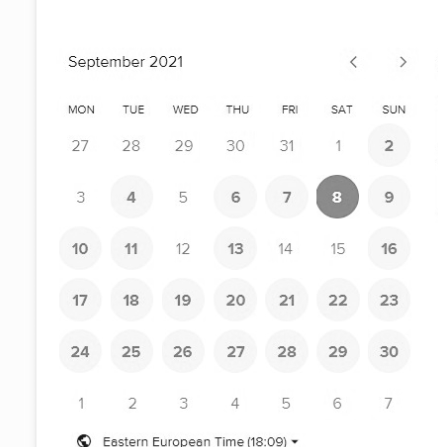 September 2021
MON TUE WED THU FRI SAT SUN
27 28 29 30 31 1 2
3 4 5 6 7 8 9
10 11 12 13 14 15 16
17 18 19 20 21 22 23
24 25 26 27 28 29 30
1 2 3 4 5 6 7
Eastern European Time (18:09)